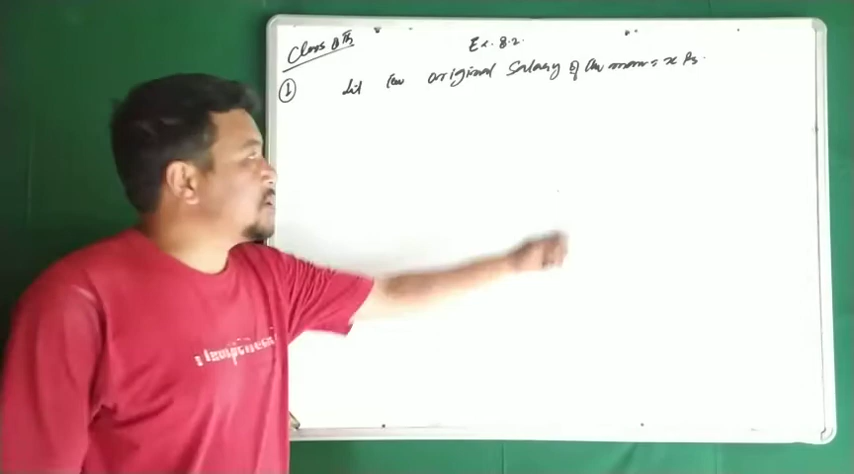 Class 8Th
Ex. 8.2.
① Let the original Salary of the man = x Rs.